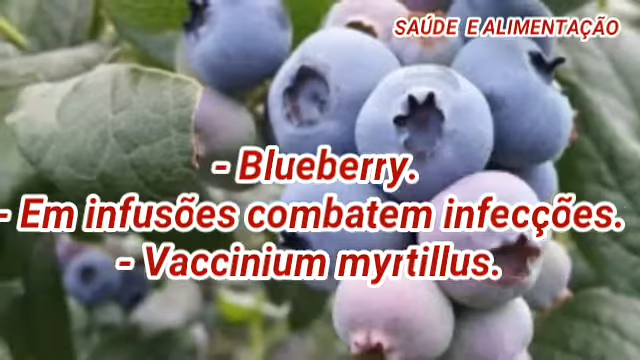 SAÚDE E ALIMENTAÇÃO
- Blueberry.
- Em infusões combatem infecções.
- Vaccinium myrtillus.